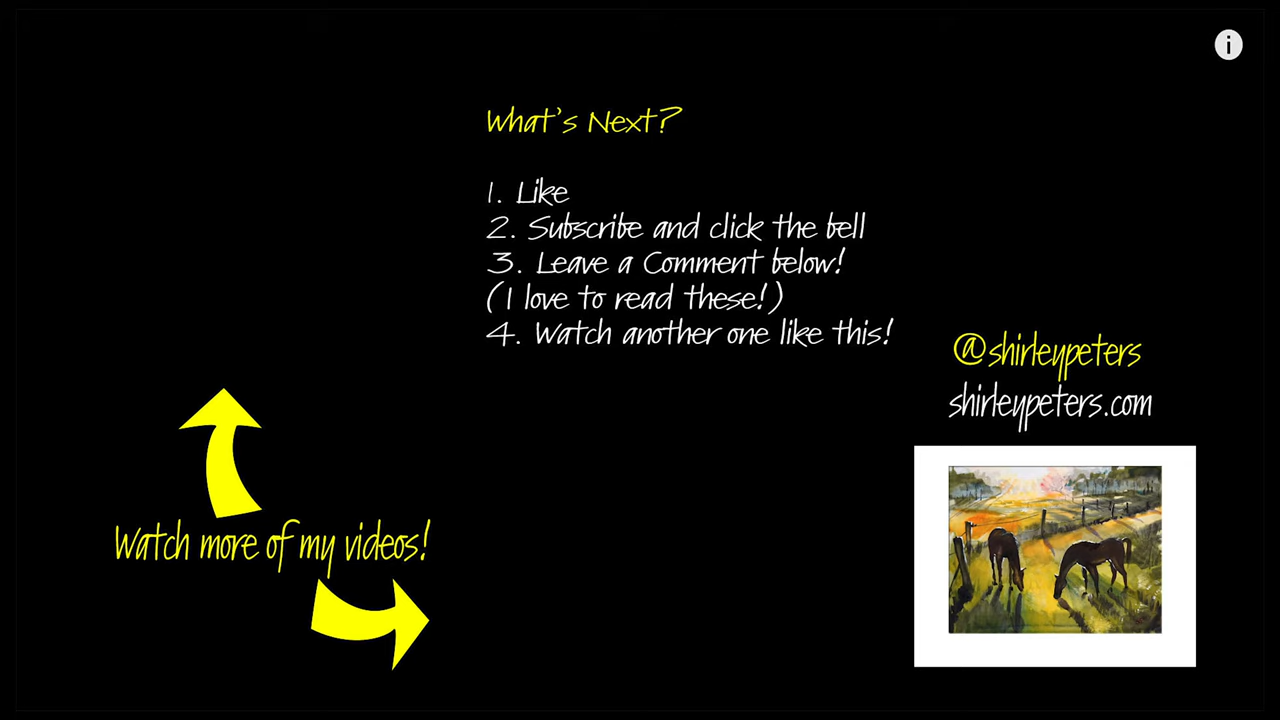 What's Next?
1. Like
2. Subscribe and click the bell
3. Leave a Comment below!
(I love to read these!)
4. Watch another one like this!
@shirleypeters
shirleypeters.com
Watch more of my videos!